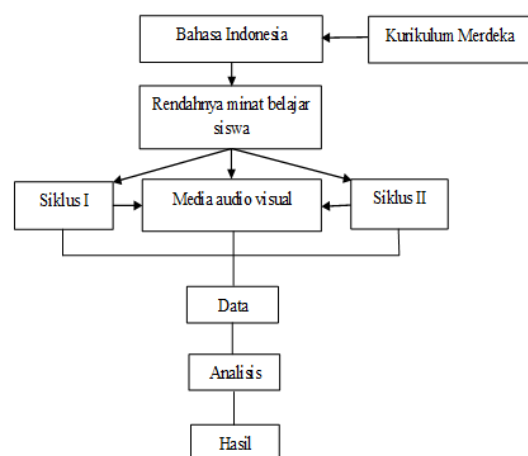 Bahasa Indonesia
Kurikulum Merdeka
Rendahnya minat belajar
siswa
Siklus I
Media audio visual
Siklus II
Data
Analisis
Hasil